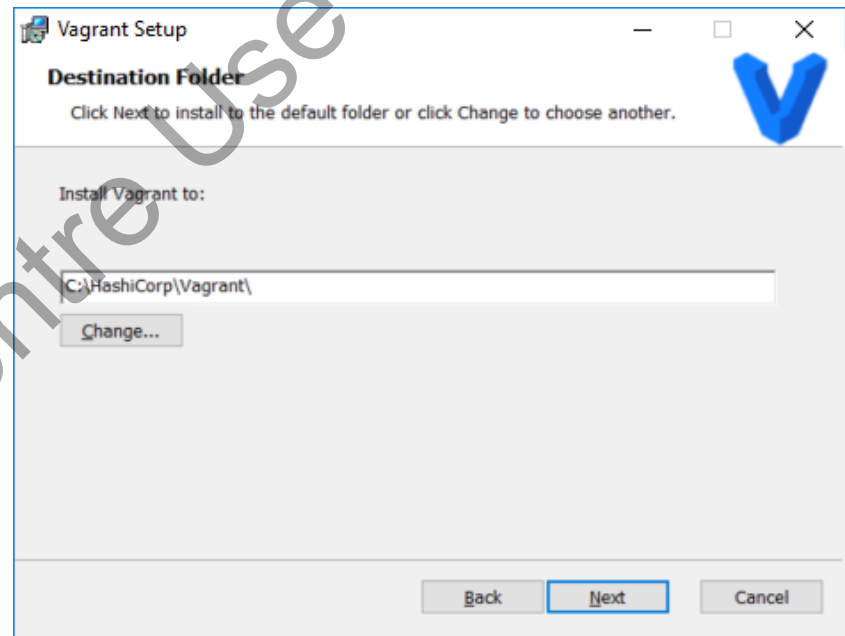 Vagrant Setup
Destination Folder
Click Next to install to the default folder or click Change to choose another.
Install Vagrant to:
C:\HashiCorp\Vagrant\
Change...
Back
Next
Cancel
Use